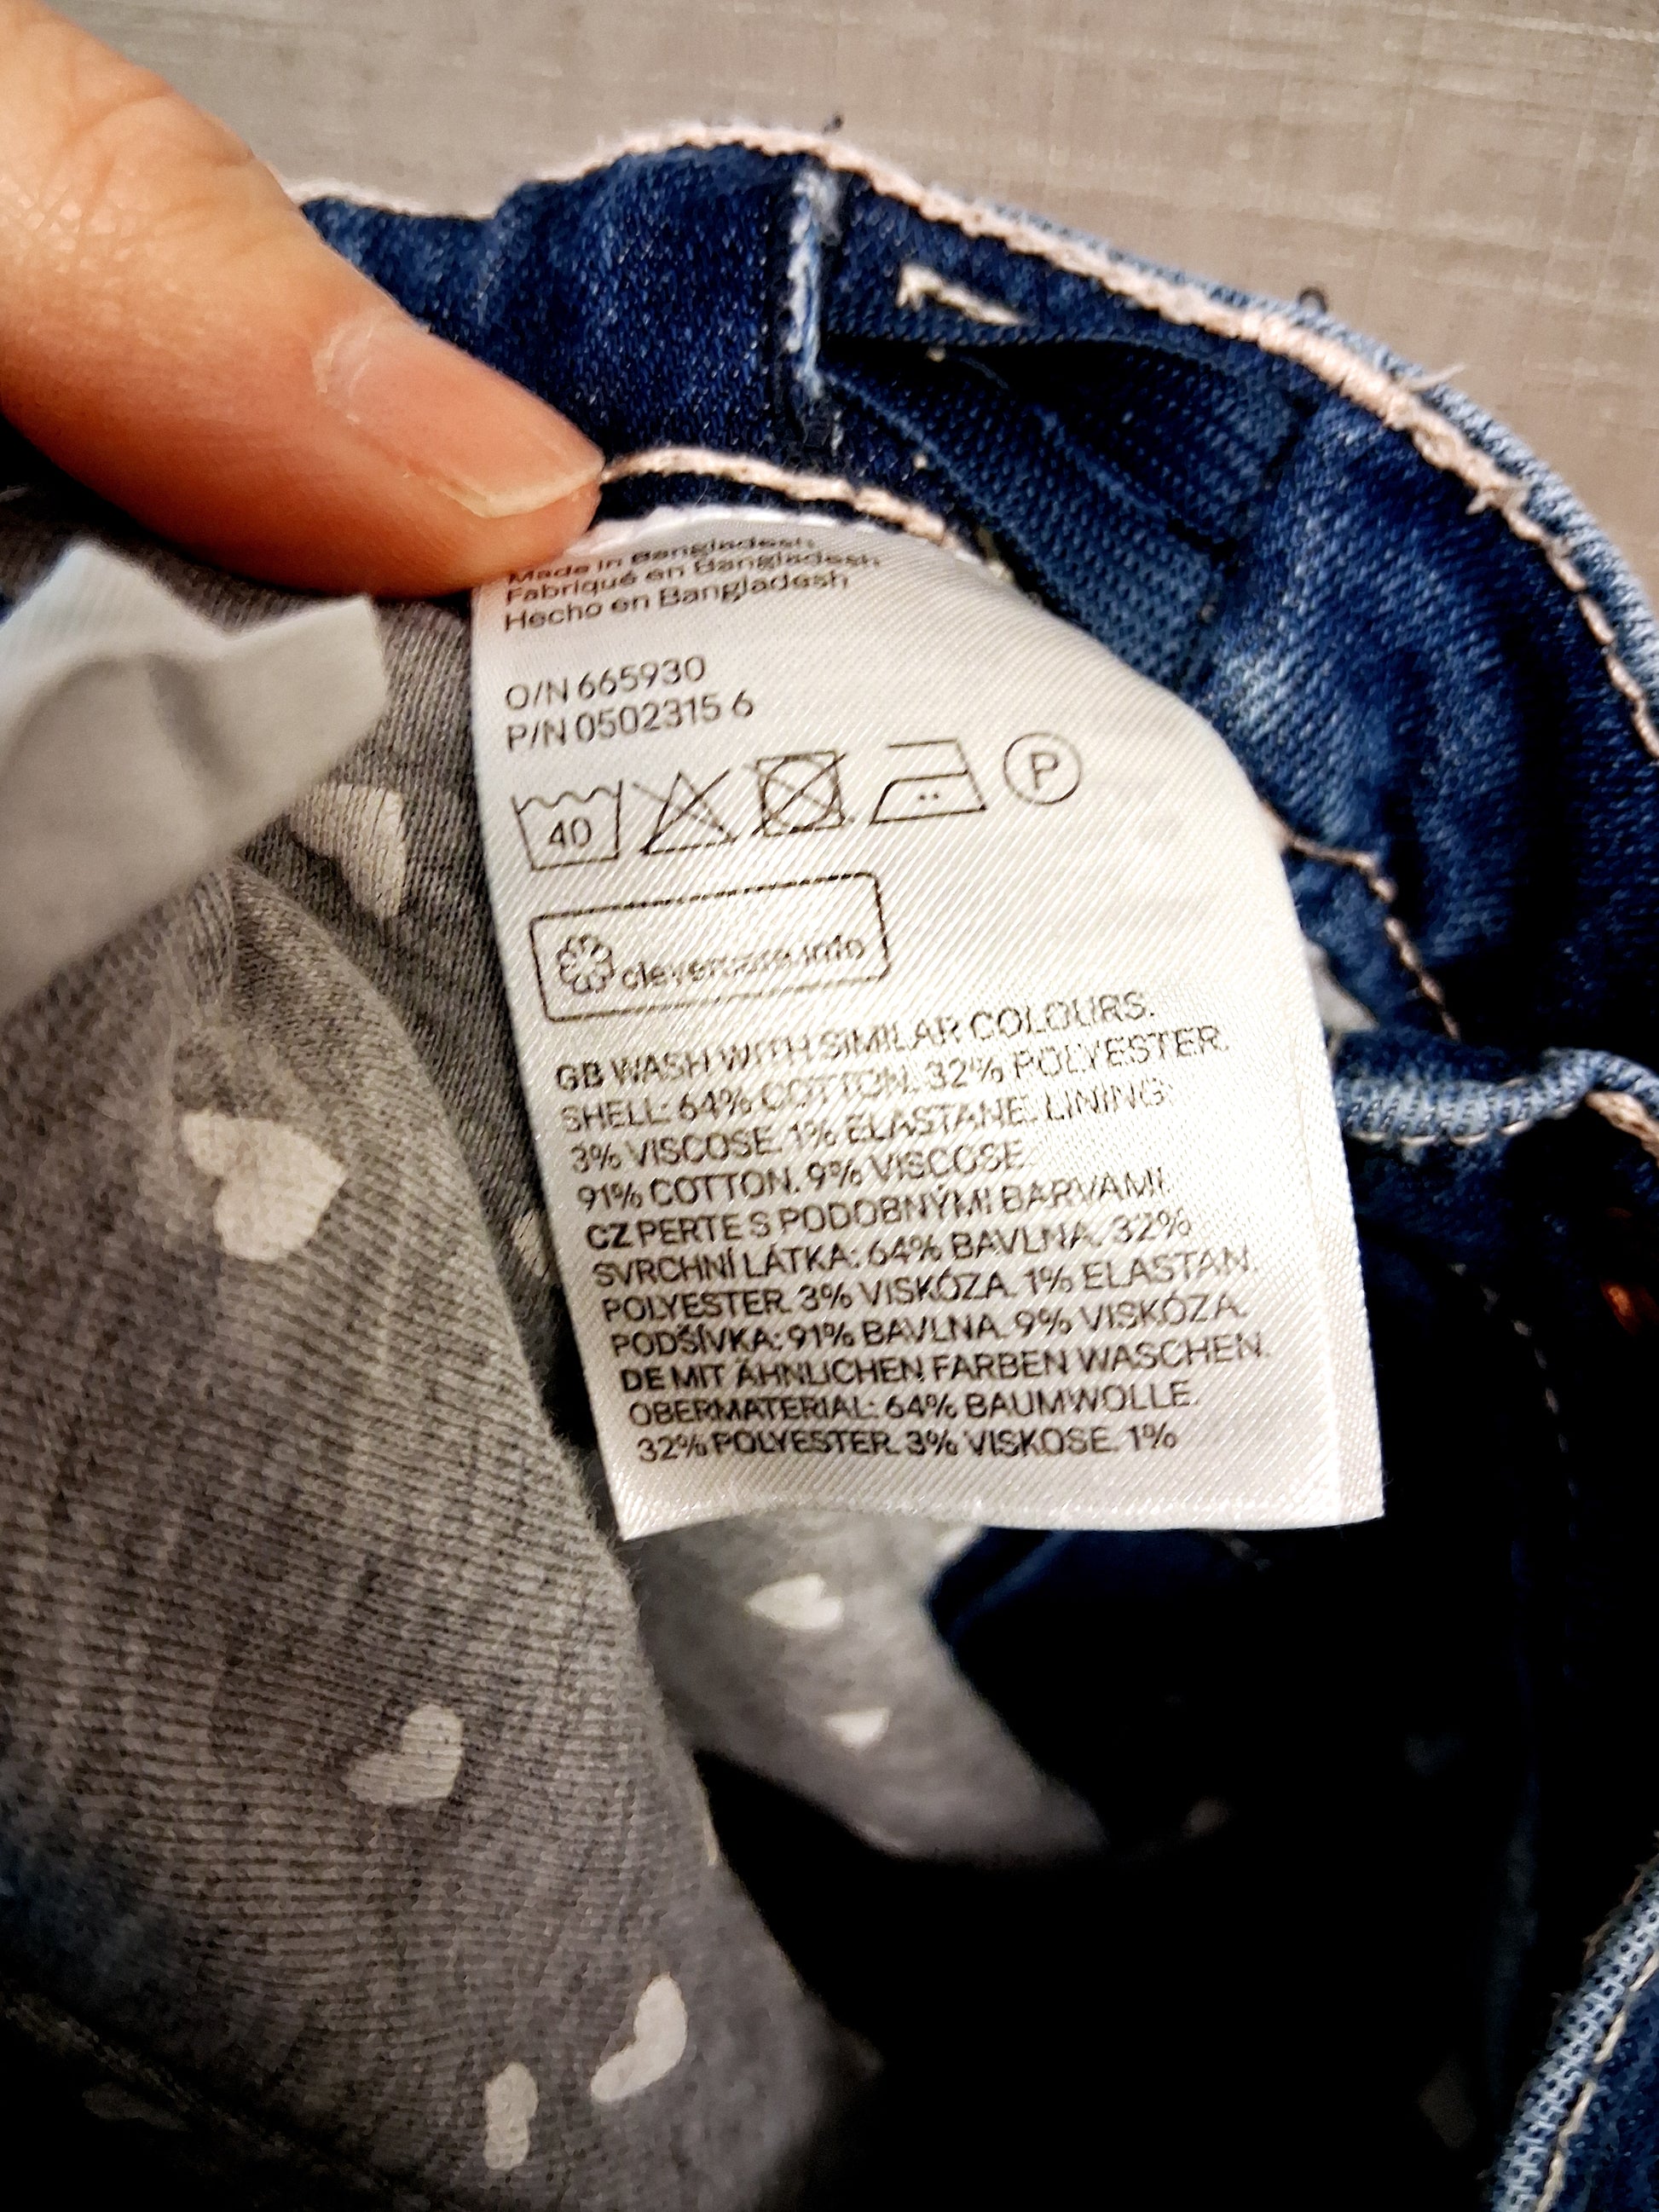 Made in Bangladesh
Fabriqué en Bangladesh
Hecho en Bangladesh
O/N 665930
P/N 0502315 6
40
P
clevercare.info
GB WASH WITH SIMILAR COLOURS.
SHELL: 64% COTTON. 32% POLYESTER.
3% VISCOSE. 1% ELASTANE. LINING:
91% COTTON. 9% VISCOSE.
CZ PERTE S PODOBNÝMI BARVAMI.
SVRCHNÍ LÁTKA: 64% BAVLNA. 32%
POLYESTER. 3% VISKÓZA. 1% ELASTAN.
PODŠÍVKA: 91% BAVLNA. 9% VISKÓZA.
DE MIT ÄHNLICHEN FARBEN WASCHEN.
OBERMATERIAL: 64% BAUMWOLLE.
32% POLYESTER. 3% VISKOSE. 1%